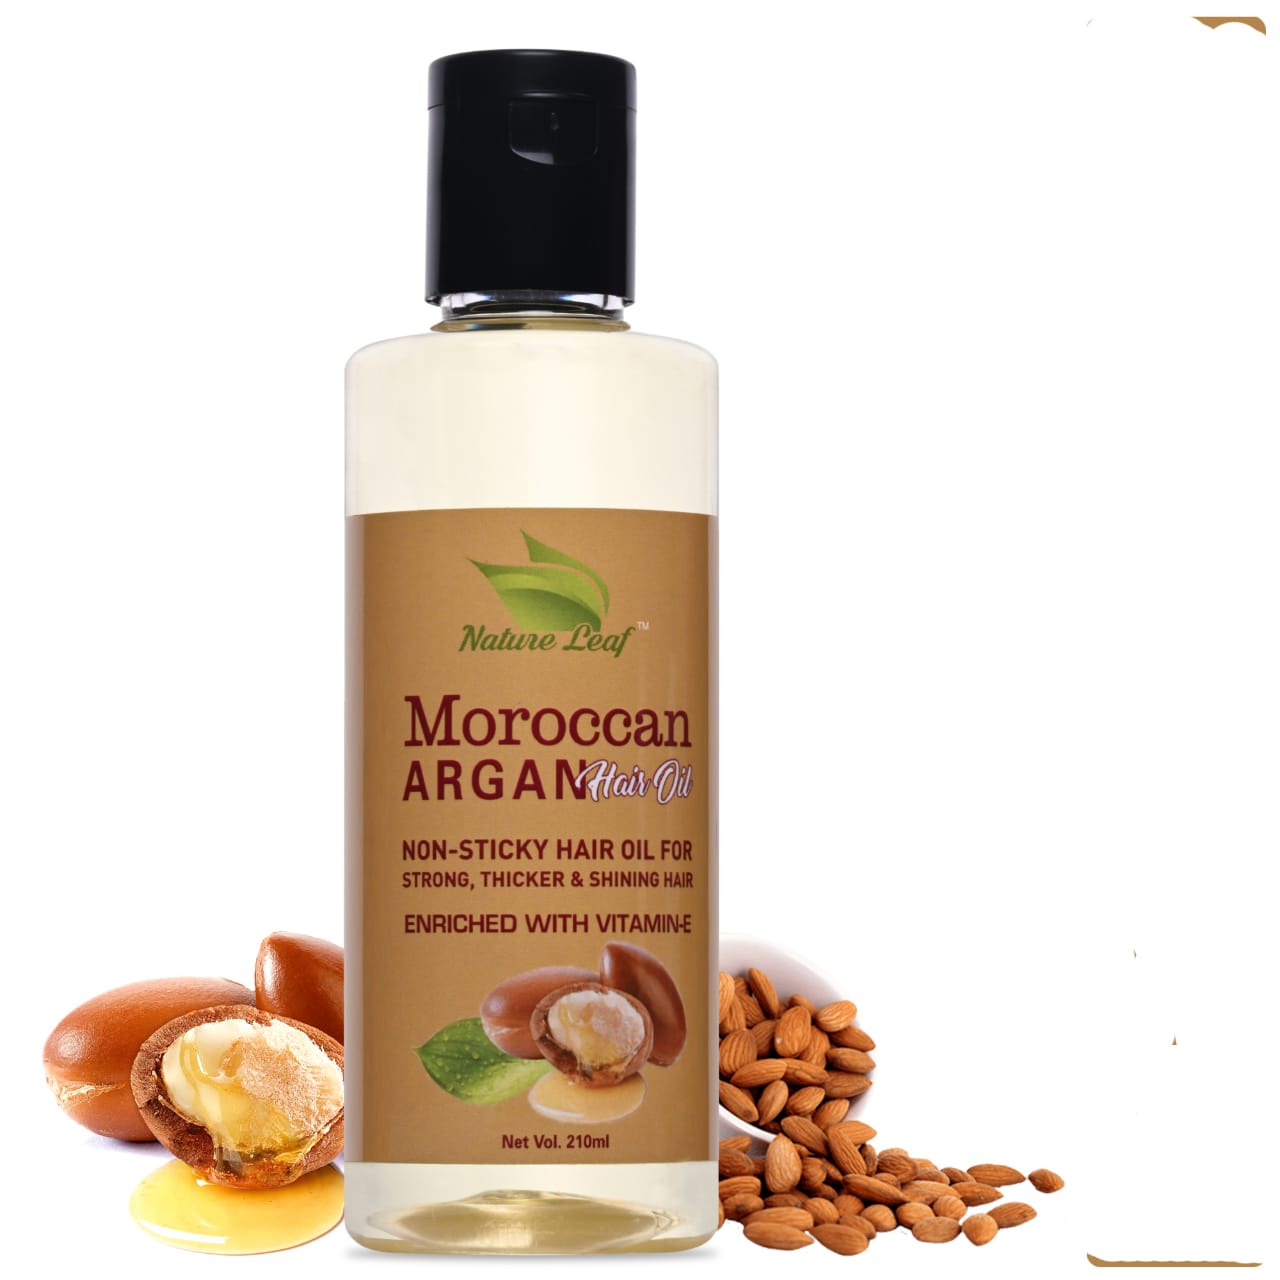 Nature Leaf™
Moroccan
ARGAN Hair Oil
NON-STICKY HAIR OIL FOR
STRONG, THICKER & SHINING HAIR
ENRICHED WITH VITAMIN-E
Net Vol. 210ml